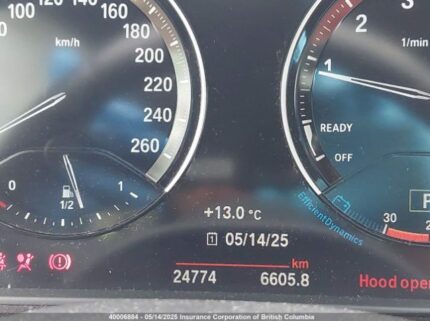 120 140
100 160
80 180
km/h 200
220
240
260
0 1
1/2
2 3
1/min
1
READY
OFF
EfficientDynamics
30
+13.0 °C
1 05/14/25
km
24774 6605.8
Hood open
40006884 - 05/14/2025 Insurance Corporation of British Columbia